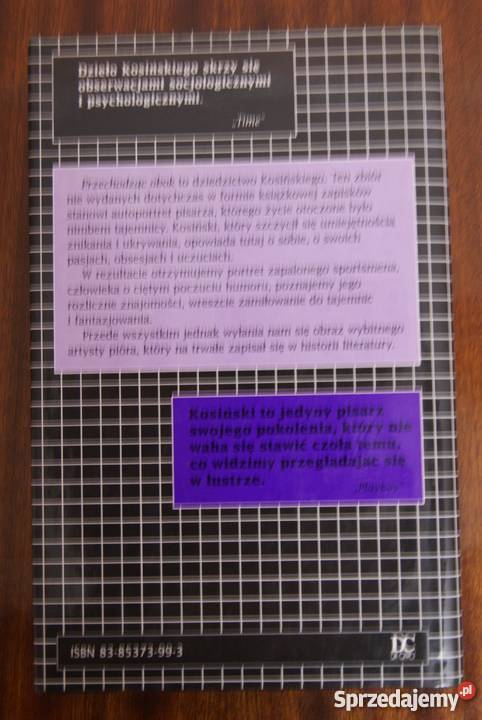 Dzieło Kosińskiego skrzy się
obserwacjami socjologicznymi
i psychologicznymi.
„Time”
Przechodząc obok to dziedzictwo Kosińskiego. Ten zbiór
nie wydanych dotychczas w formie książkowej zapisków
stanowi autoportret pisarza, którego życie otoczone było
nimbem tajemnicy. Kosiński, który szczycił się umiejętnością
znikania i ukrywania, opowiada tutaj o sobie, o swoich
pasjach, obsesjach i uczuciach.
W rezultacie otrzymujemy portret zapalonego sportsmena,
człowieka o ciętym poczuciu humoru, poznajemy jego
rozliczne znajomości, wreszcie zamiłowanie do tajemnic
i fantazjowania.
Przede wszystkim jednak wyłania nam się obraz wybitnego
artysty pióra, który na trwałe zapisał się w historii literatury.
Kosiński to jedyny pisarz
swojego pokolenia, który nie
waha się stawić czoła temu,
co widzimy przeglądając się
w lustrze.
„Playboy”
ISBN 83-85373-99-3
Sprzedajemy.pl